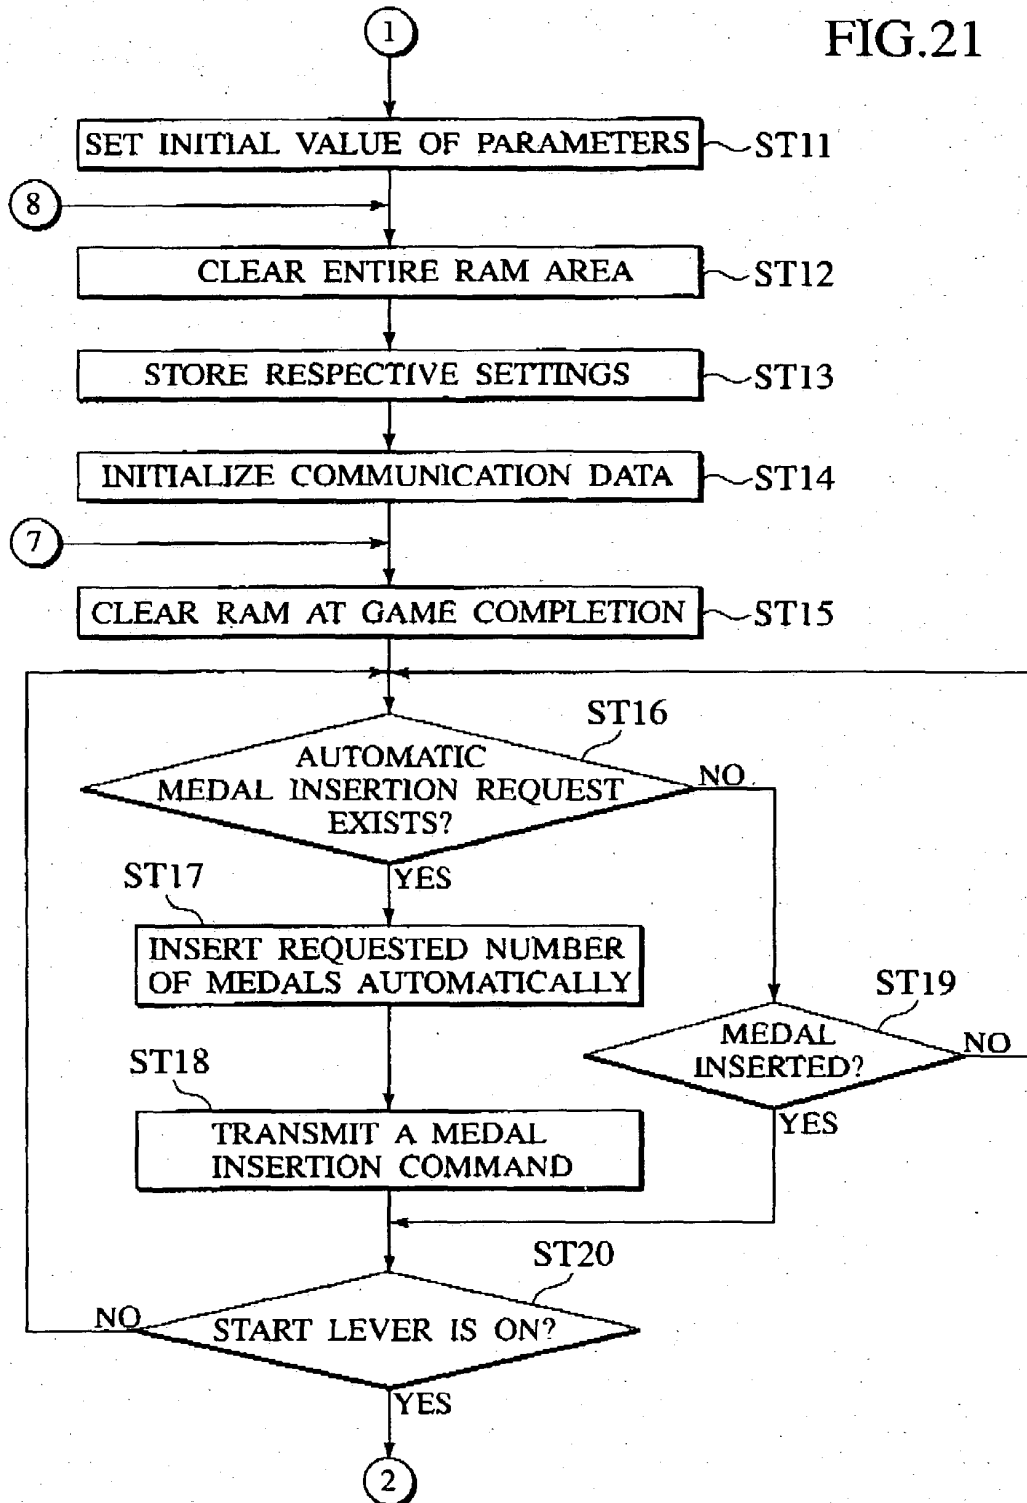 FIG.21
1
SET INITIAL VALUE OF PARAMETERS
ST11
8
CLEAR ENTIRE RAM AREA
ST12
STORE RESPECTIVE SETTINGS
ST13
INITIALIZE COMMUNICATION DATA
ST14
7
CLEAR RAM AT GAME COMPLETION
ST15
ST16
AUTOMATIC
MEDAL INSERTION REQUEST
EXISTS?
NO
YES
ST17
INSERT REQUESTED NUMBER
OF MEDALS AUTOMATICALLY
ST19
MEDAL
INSERTED?
NO
YES
ST18
TRANSMIT A MEDAL
INSERTION COMMAND
ST20
START LEVER IS ON?
NO
YES
2